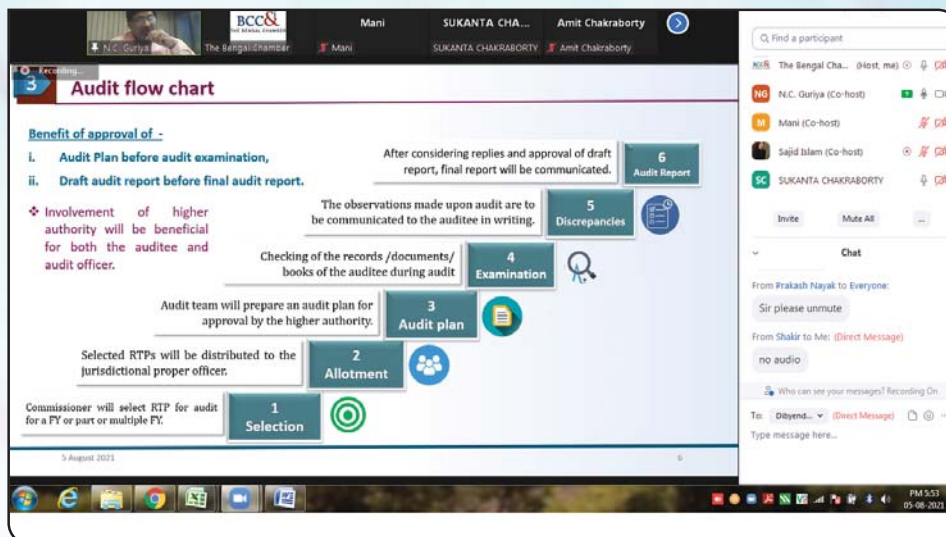 BCC&
THE BENGAL CHAMBER
Mani
SUKANTA CHA...
Amit Chakraborty
N.C. Guriya
The Bengal Chamber
Mani
SUKANTA CHAKRABORTY
Amit Chakraborty
Recording...
3
Audit flow chart
Benefit of approval of -
i. Audit Plan before audit examination,
ii. Draft audit report before final audit report.
❖ Involvement of higher
authority will be beneficial
for both the auditee and
audit officer.
After considering replies and approval of draft
report, final report will be communicated.
6
Audit Report
The observations made upon audit are to
be communicated to the auditee in writing.
5
Discrepancies
Checking of the records /documents/
books of the auditee during audit
4
Examination
Audit team will prepare an audit plan for
approval by the higher authority.
3
Audit plan
Selected RTPs will be distributed to the
jurisdictional proper officer.
2
Allotment
Commissioner will select RTP for audit
for a FY or part or multiple FY.
1
Selection
5 August 2021
6
Find a participant
The Bengal Cha... (Host, me)
NG N.C. Guriya (Co-host)
M Mani (Co-host)
Sajid Islam (Co-host)
SC SUKANTA CHAKRABORTY
Invite
Mute All
...
Chat
From Prakash Nayak to Everyone:
Sir please unmute
From Shakir to Me: (Direct Message)
no audio
Who can see your messages? Recording On
To: Dibyend... (Direct Message)
Type message here...
PM 5:53
05-08-2021